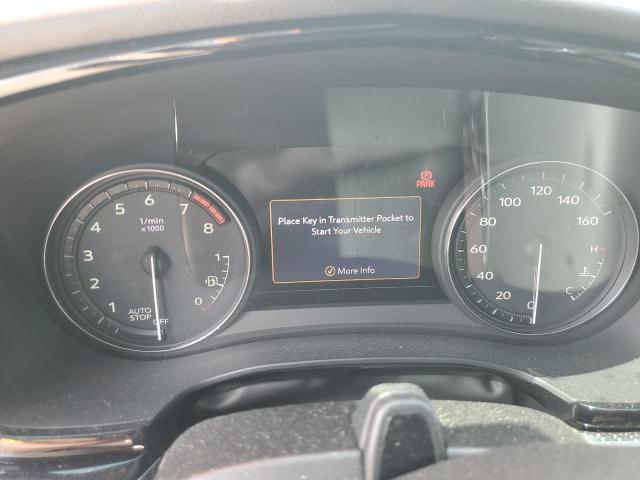 Place Key in Transmitter Pocket to
Start Your Vehicle
More Info
P
PARK
1/min
x1000
1
2
3
4
5
6
7
8
AUTO
STOP
OFF
1
0
0
20
40
60
80
100
120
140
160
H
C